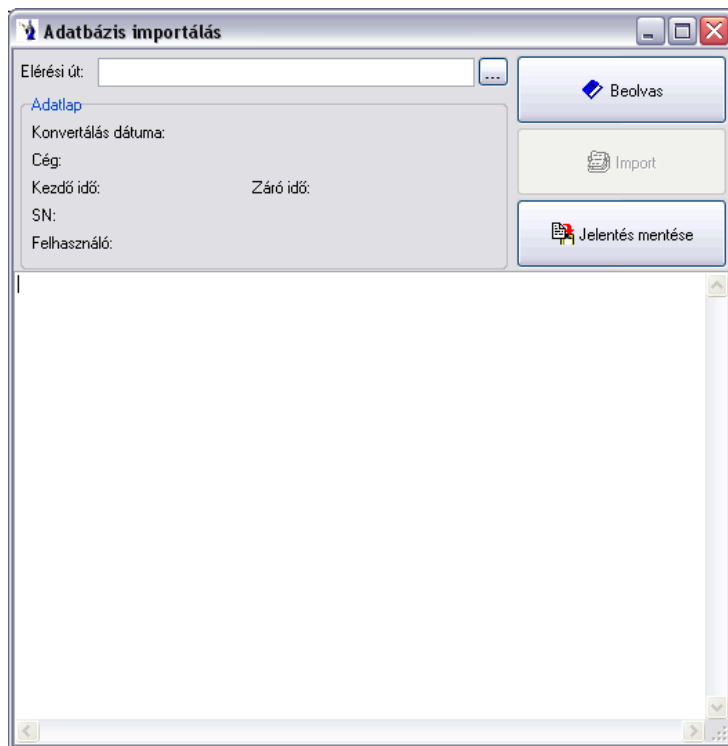 Adatbázis importálás
Elérési út:
...
Beolvas
Adatlap
Konvertálás dátuma:
Cég:
Import
Kezdő idő: Záró idő:
SN:
Jelentés mentése
Felhasználó: